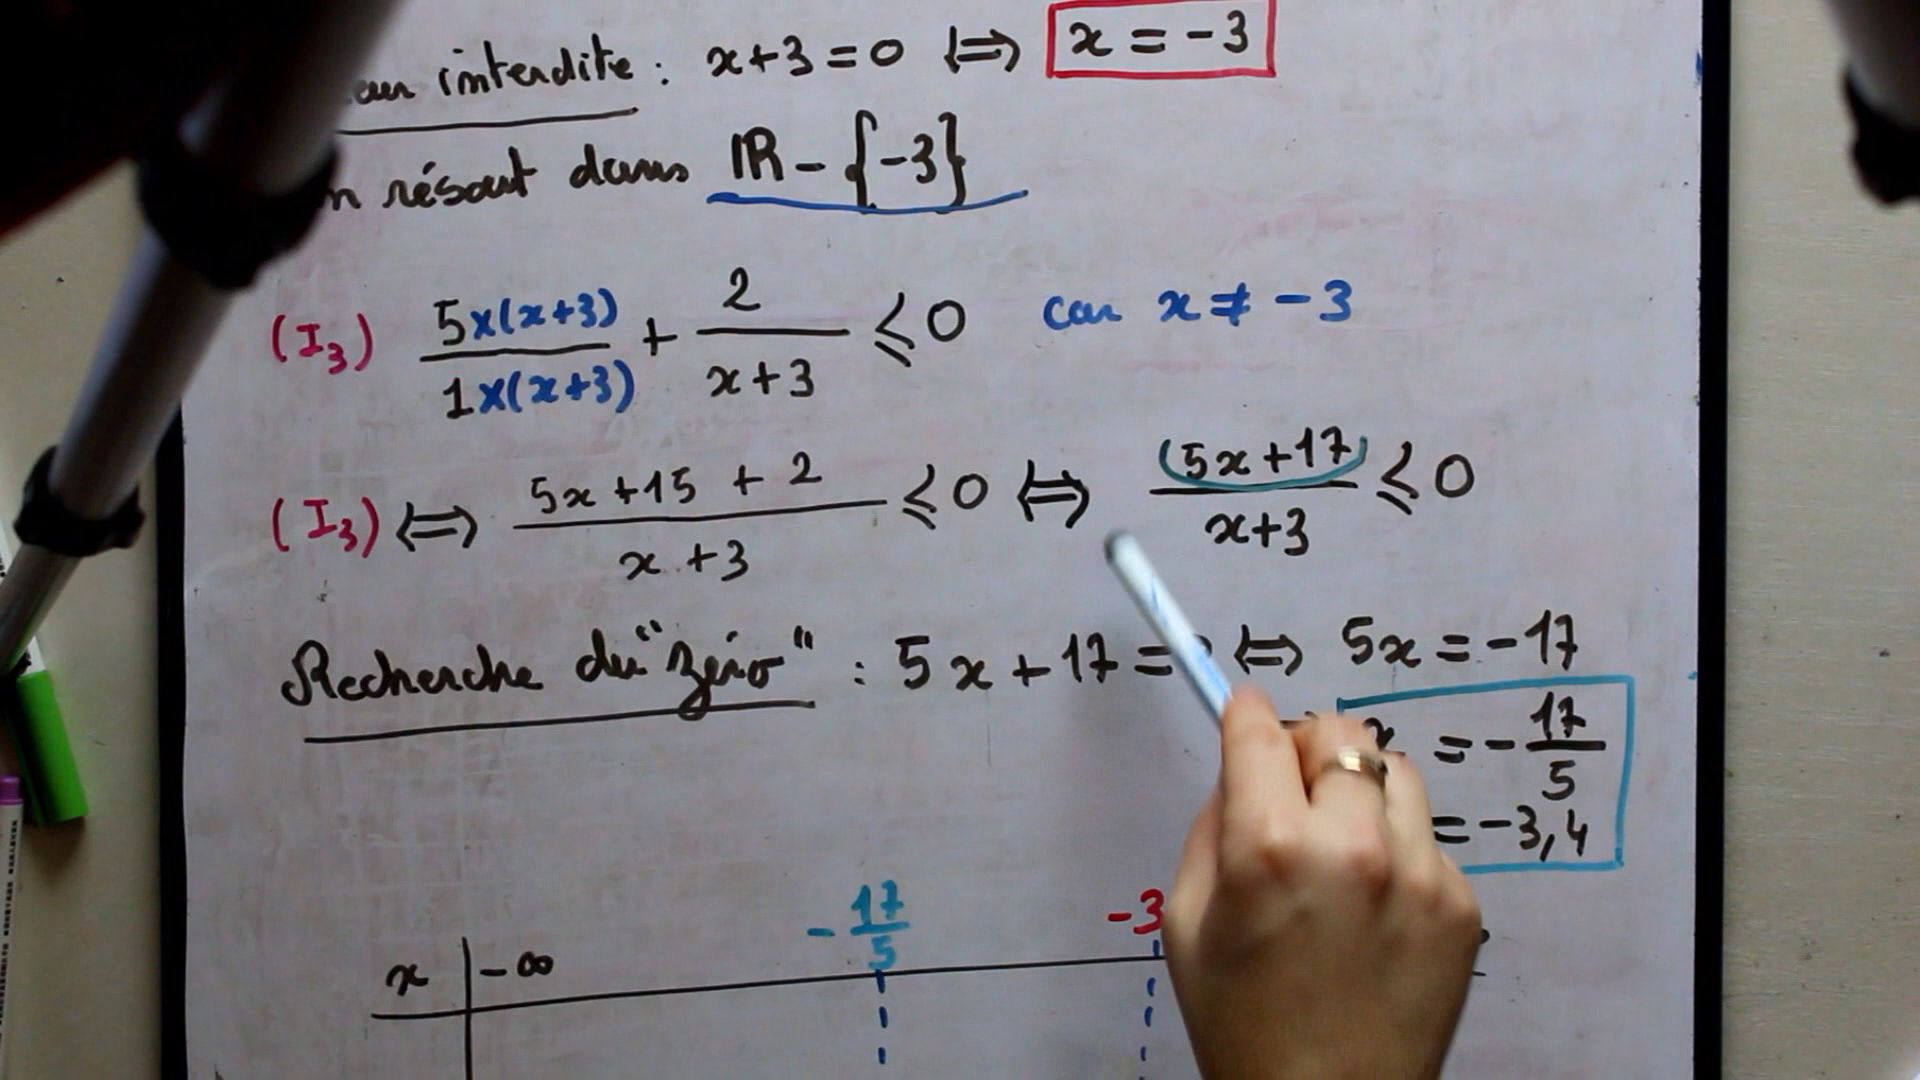 interdite : x+3=0 ⟺ x = -3
résout dans ℝ - {-3}
(I₃) 5x(x+3)/1x(x+3) + 2/x+3 ⩽ 0 car x ≠ -3
(I₃) ⟺ 5x+15 + 2/x+3 ⩽ 0 ⟺ (5x+17)/x+3 ⩽ 0
Recherche du "zéro" : 5x+17= ⟺ 5x = -17
x = - 17/5
= -3,4
x -∞ - 17/5 -3